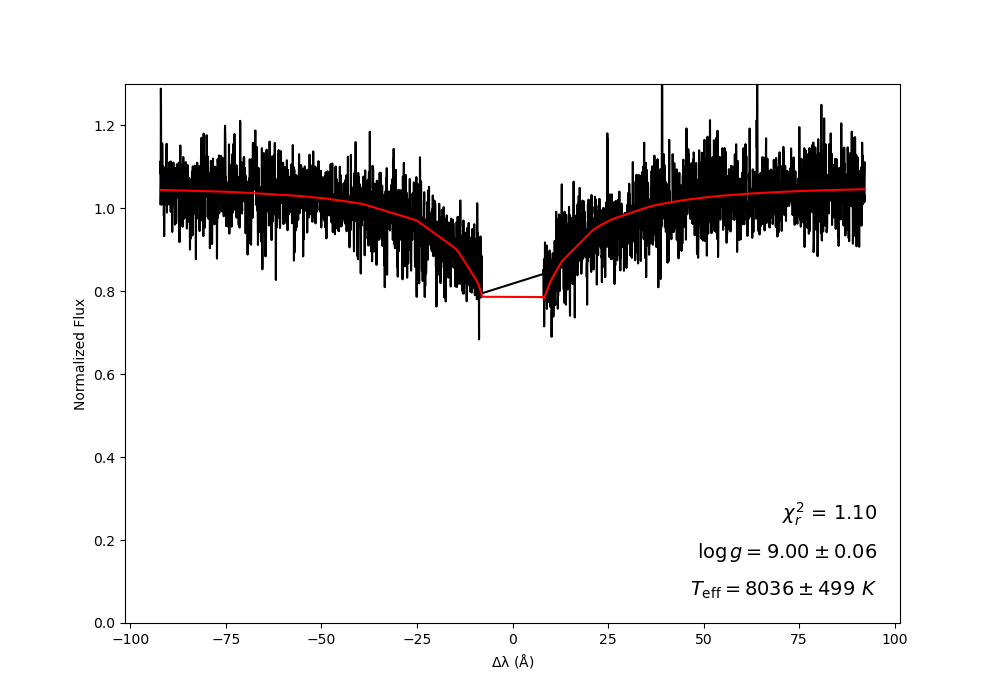 1.2
1.0
0.8
0.6
0.4
0.2
0.0
Normalized Flux
χ²ᵣ = 1.10
log g = 9.00 ± 0.06
T_eff = 8036 ± 499 K
−100 −75 −50 −25 0 25 50 75 100
Δλ (Å)